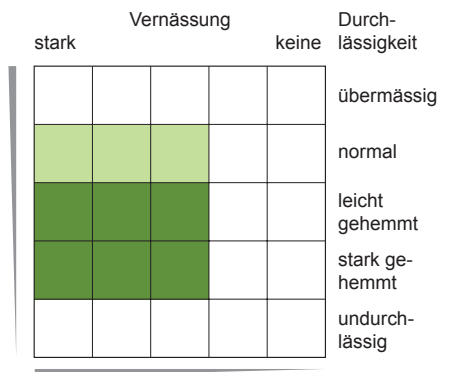 Vernässung
Durch-
stark
keine
lässigkeit
übermässig
normal
leicht
gehemmt
stark ge-
hemmt
undurch-
lässig